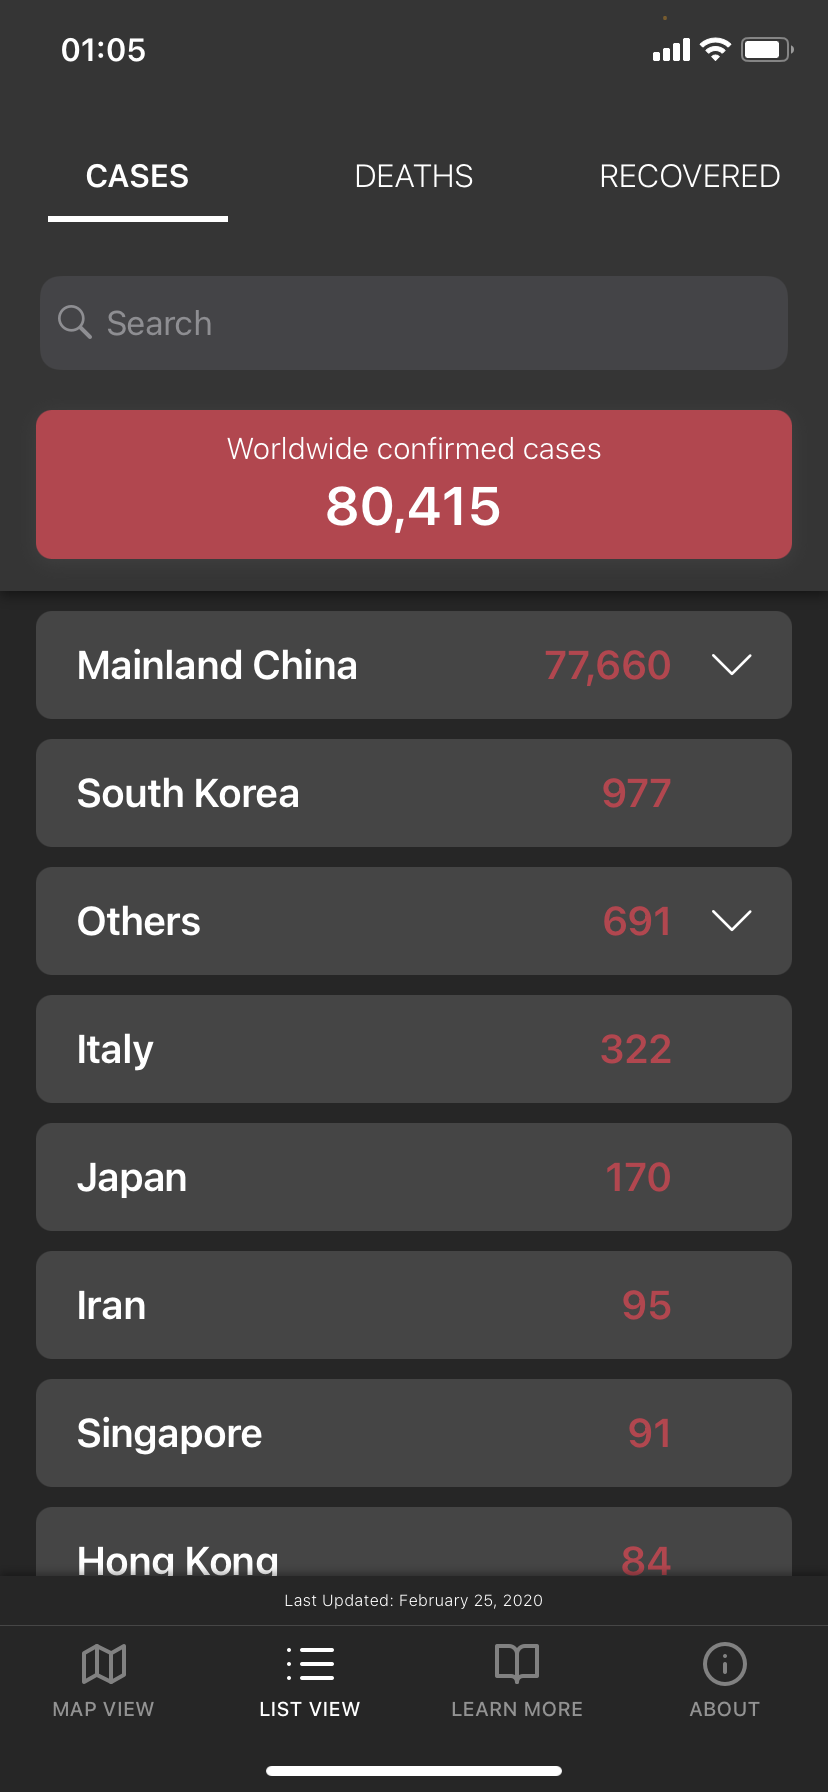 01:05
CASES DEATHS RECOVERED
Search
Worldwide confirmed cases
80,415
Mainland China 77,660
South Korea 977
Others 691
Italy 322
Japan 170
Iran 95
Singapore 91
Hong Kong 84
Last Updated: February 25, 2020
MAP VIEW LIST VIEW LEARN MORE ABOUT